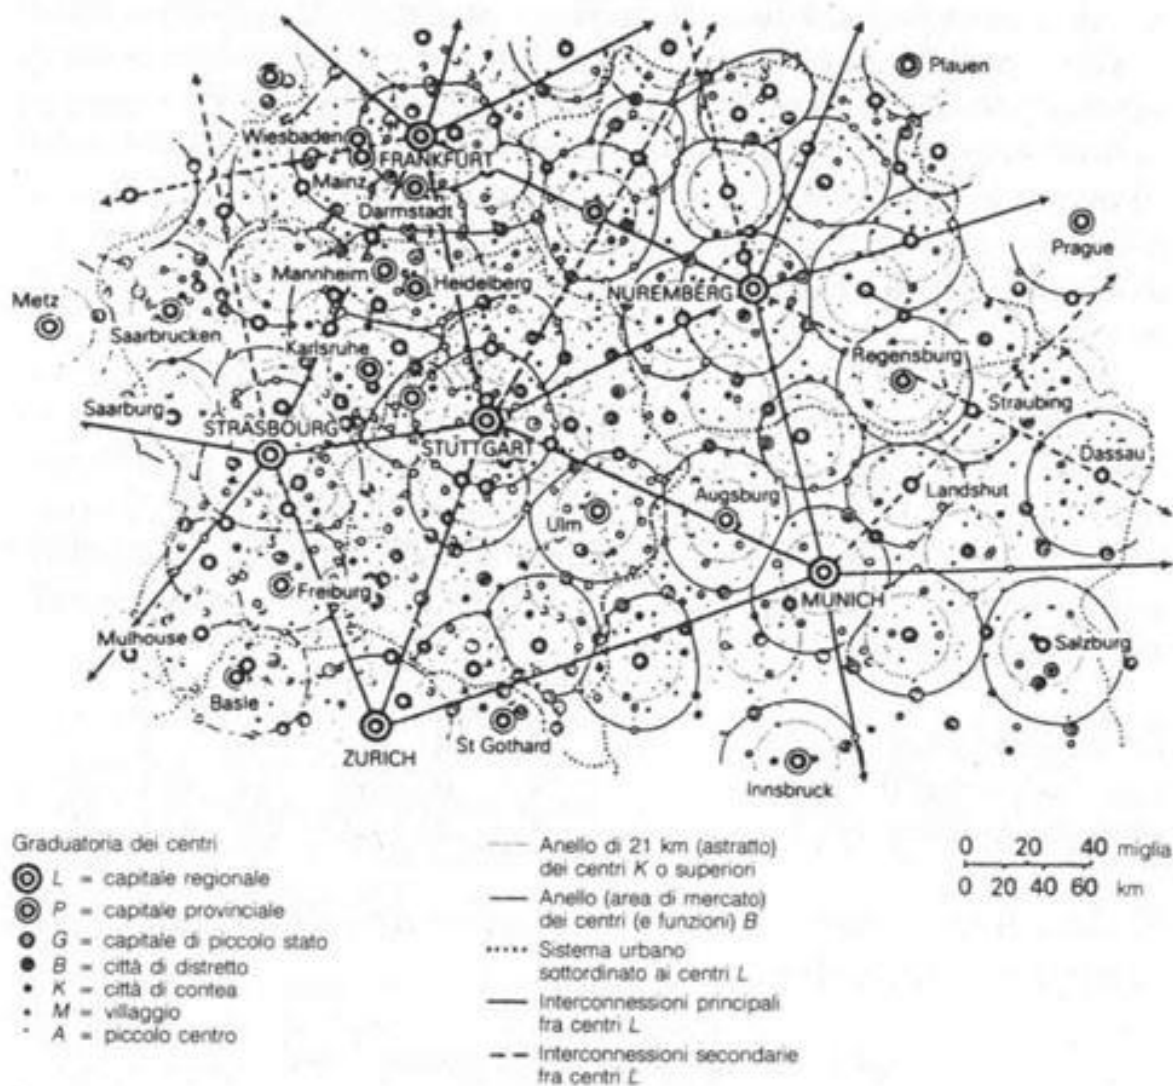 Plauen
Wiesbaden
FRANKFURT
Mainz
Darmstadt
Prague
Mannheim
Heidelberg
NUREMBERG
Metz
Saarbrucken
Karlsruhe
Regensburg
Saarburg
Straubing
STRASBOURG
STUTTGART
Dassau
Augsburg
Landshut
Ulm
Freiburg
MUNICH
Mulhouse
Salzburg
Basle
ZURICH
St Gothard
Innsbruck
Graduatoria dei centri
L = capitale regionale
P = capitale provinciale
G = capitale di piccolo stato
B = città di distretto
K = città di contea
M = villaggio
A = piccolo centro
Anello di 21 km (astratto)
dei centri K o superiori
Anello (area di mercato)
dei centri (e funzioni) B
Sistema urbano
sottordinato ai centri L
Interconnessioni principali
fra centri L
Interconnessioni secondarie
fra centri L
0 20 40 miglia
0 20 40 60 km